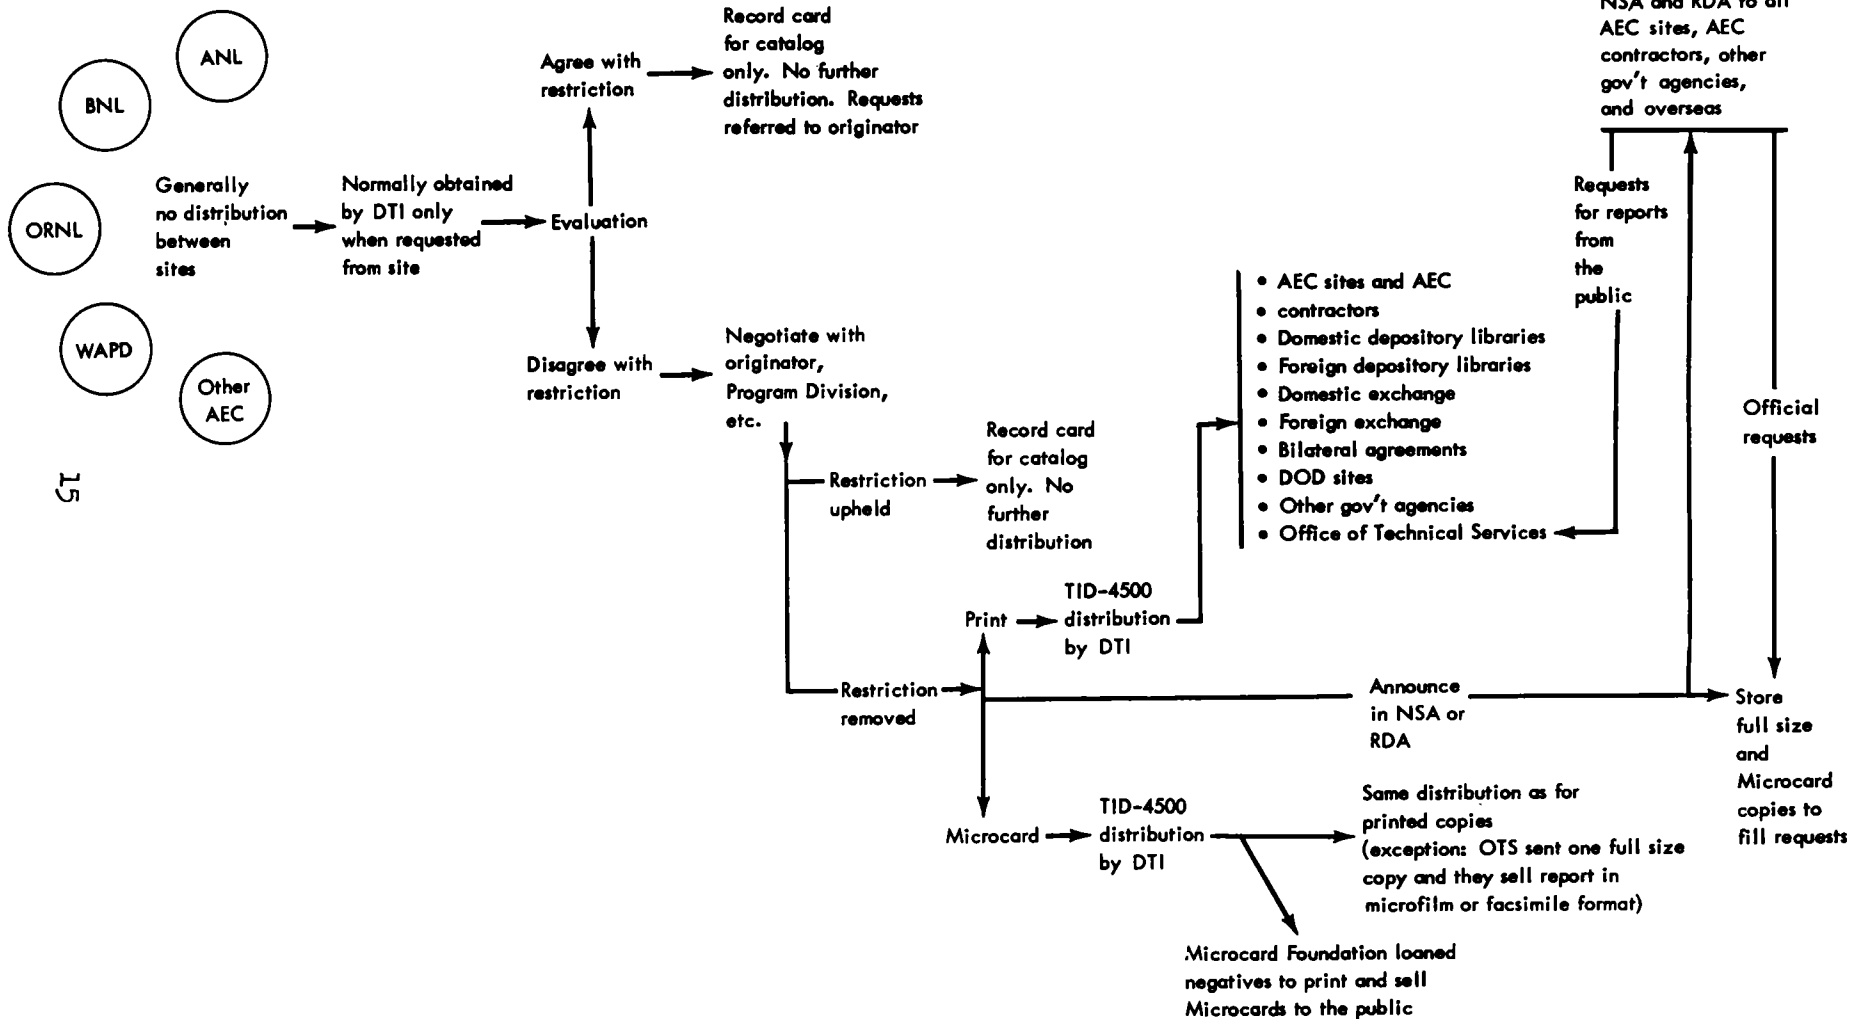 ANL
BNL
ORNL
WAPD
Other
AEC
15
Generally
no distribution
between
sites
Normally obtained
by DTI only
when requested
from site
Evaluation
Agree with
restriction
Record card
for catalog
only. No further
distribution. Requests
referred to originator
Disagree with
restriction
Negotiate with
originator,
Program Division,
etc.
Restriction
upheld
Record card
for catalog
only. No
further
distribution
Restriction
removed
Print
TID-4500
distribution
by DTI
• AEC sites and AEC
• contractors
• Domestic depository libraries
• Foreign depository libraries
• Domestic exchange
• Foreign exchange
• Bilateral agreements
• DOD sites
• Other gov't agencies
• Office of Technical Services
Announce
in NSA or
RDA
NSA and RDA to all
AEC sites, AEC
contractors, other
gov't agencies,
and overseas
Requests
for reports
from
the
public
Official
requests
Store
full size
and
Microcard
copies to
fill requests
Microcard
TID-4500
distribution
by DTI
Same distribution as for
printed copies
(exception: OTS sent one full size
copy and they sell report in
microfilm or facsimile format)
Microcard Foundation loaned
negatives to print and sell
Microcards to the public